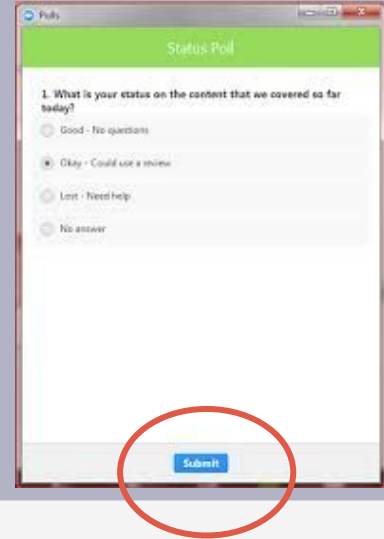 Polls
Status Poll
1. What is your status on the content that we covered so far
today?
Good - No questions
Okay - Could use a review
Lost - Need help
No answer
Submit